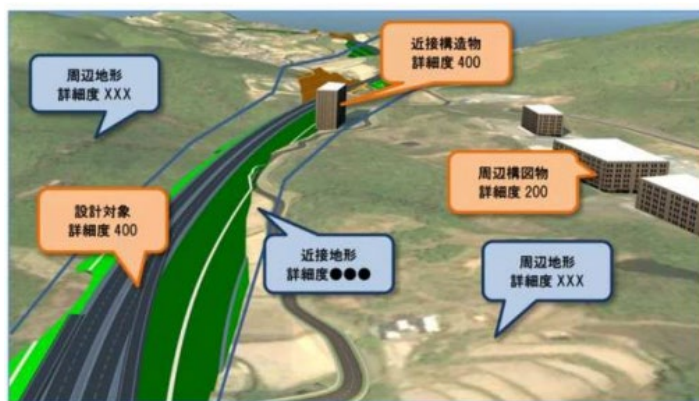 近接構造物
詳細度 400
周辺地形
詳細度 XXX
周辺構図物
詳細度 200
設計対象
詳細度 400
近接地形
詳細度●●●
周辺地形
詳細度 XXX